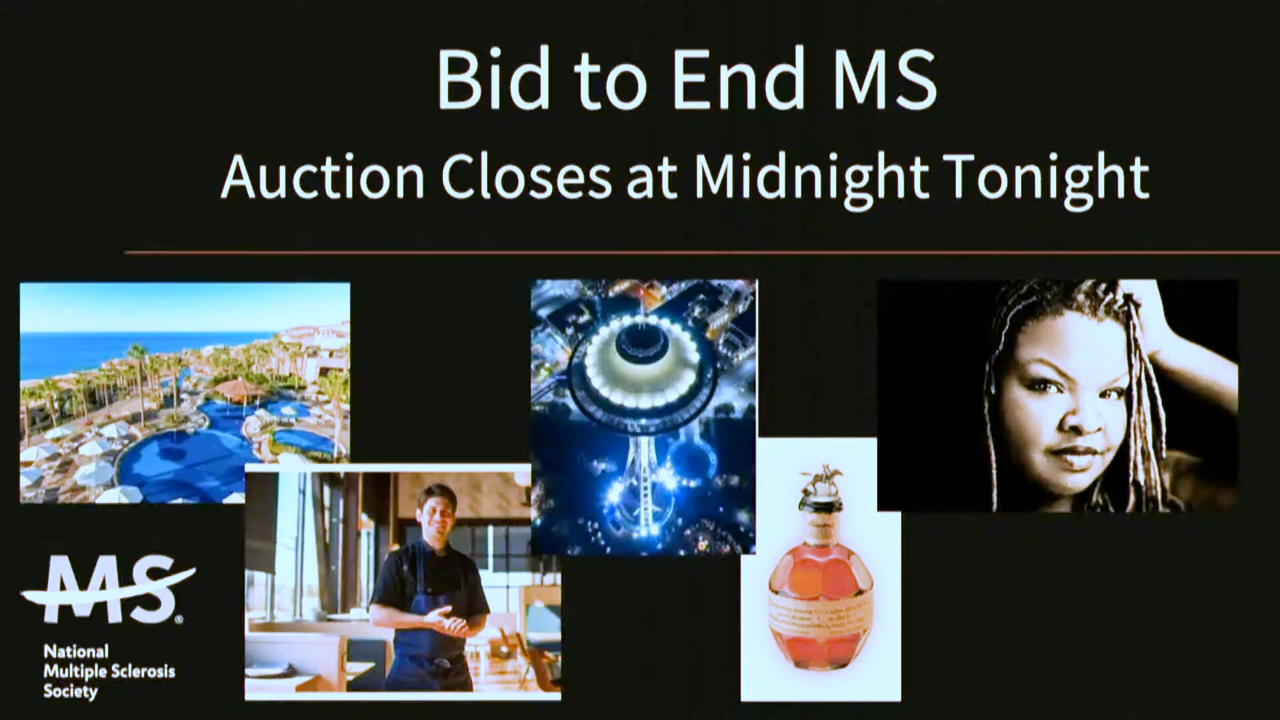 Bid to End MS
Auction Closes at Midnight Tonight
MS®
National
Multiple Sclerosis
Society